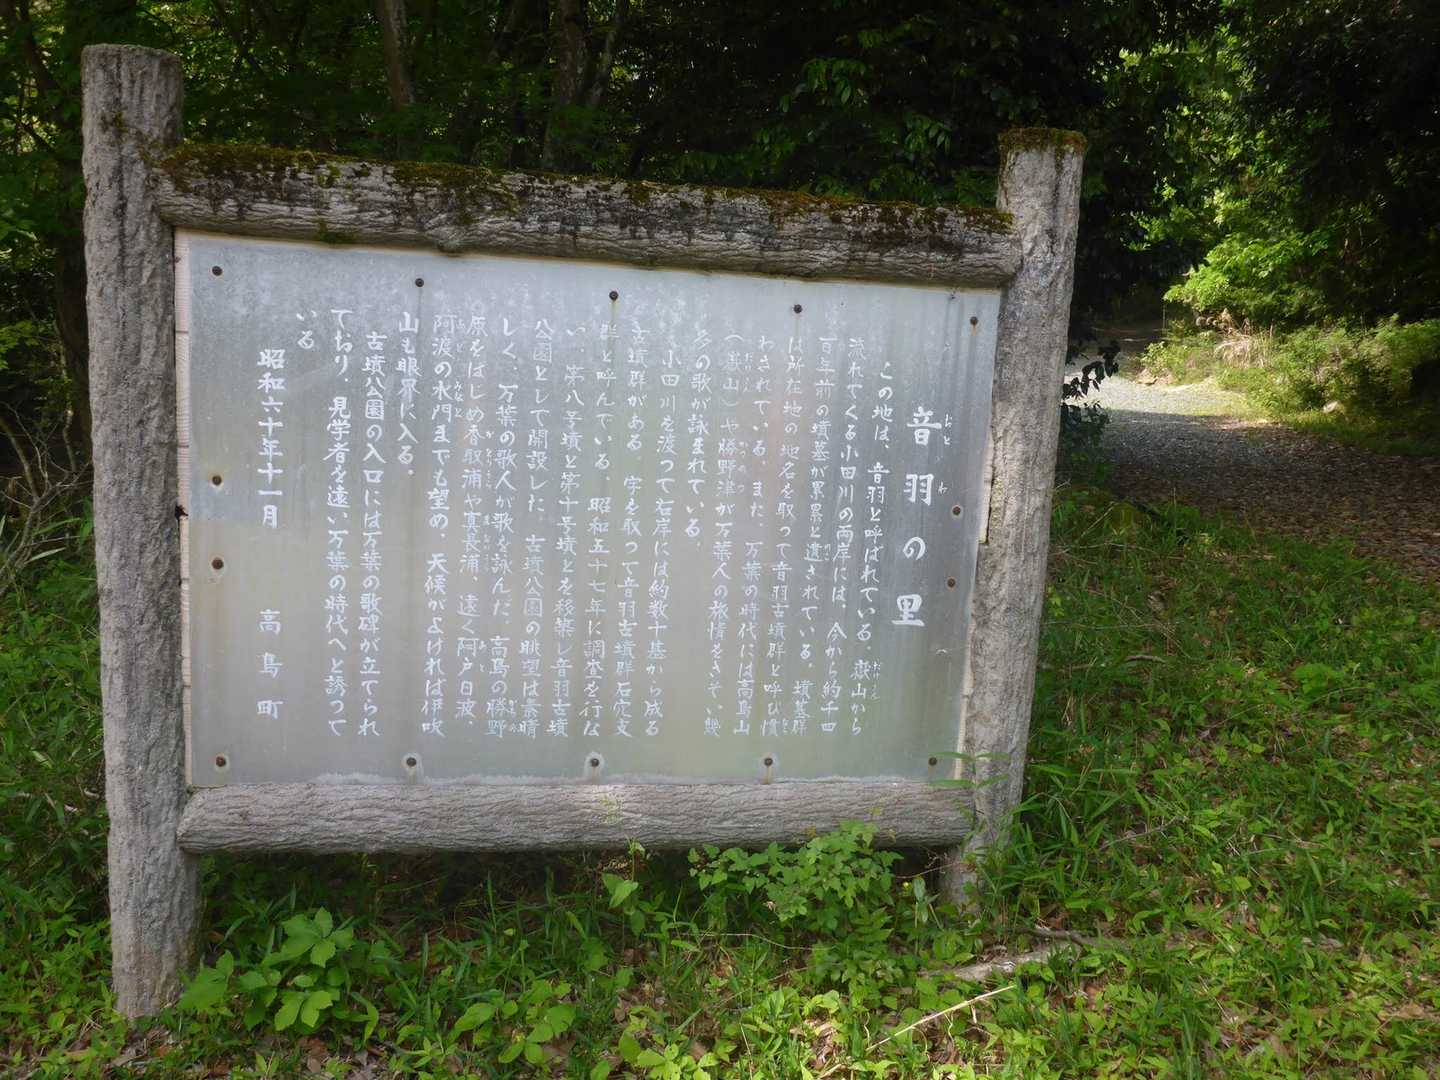 音羽の里
この地は、音羽と呼ばれている。嶽山から
流れてくる小田川の両岸には、今から約千四
百年前の墳墓が累累と遺されている。墳墓群
は所在地の地名を取って音羽古墳群と呼び慣
わされている。また、万葉の時代には高島山
(嶽山)や勝野津が万葉人の旅情をさそい幾
多の歌が詠まれている。
小田川を渡って右岸には約数十基から成る
古墳群がある。字を取って音羽古墳群石穴支
群と呼んでいる。昭和五十七年に調査を行な
い、第八号墳と第十号墳とを移築し音羽古墳
公園として開設した。古墳公園の眺望は素晴
しく、万葉の歌人が歌を詠んだ。高島の勝野
原をはじめ香取浦や真長浦、遠く阿戸白波、
阿渡の水門までも望め、天候がよければ伊吹
山も眼界に入る。
古墳公園の入口には万葉の歌碑が立てられ
ており、見学者を遠い万葉の時代へと誘って
いる
昭和六十年十一月　高島町